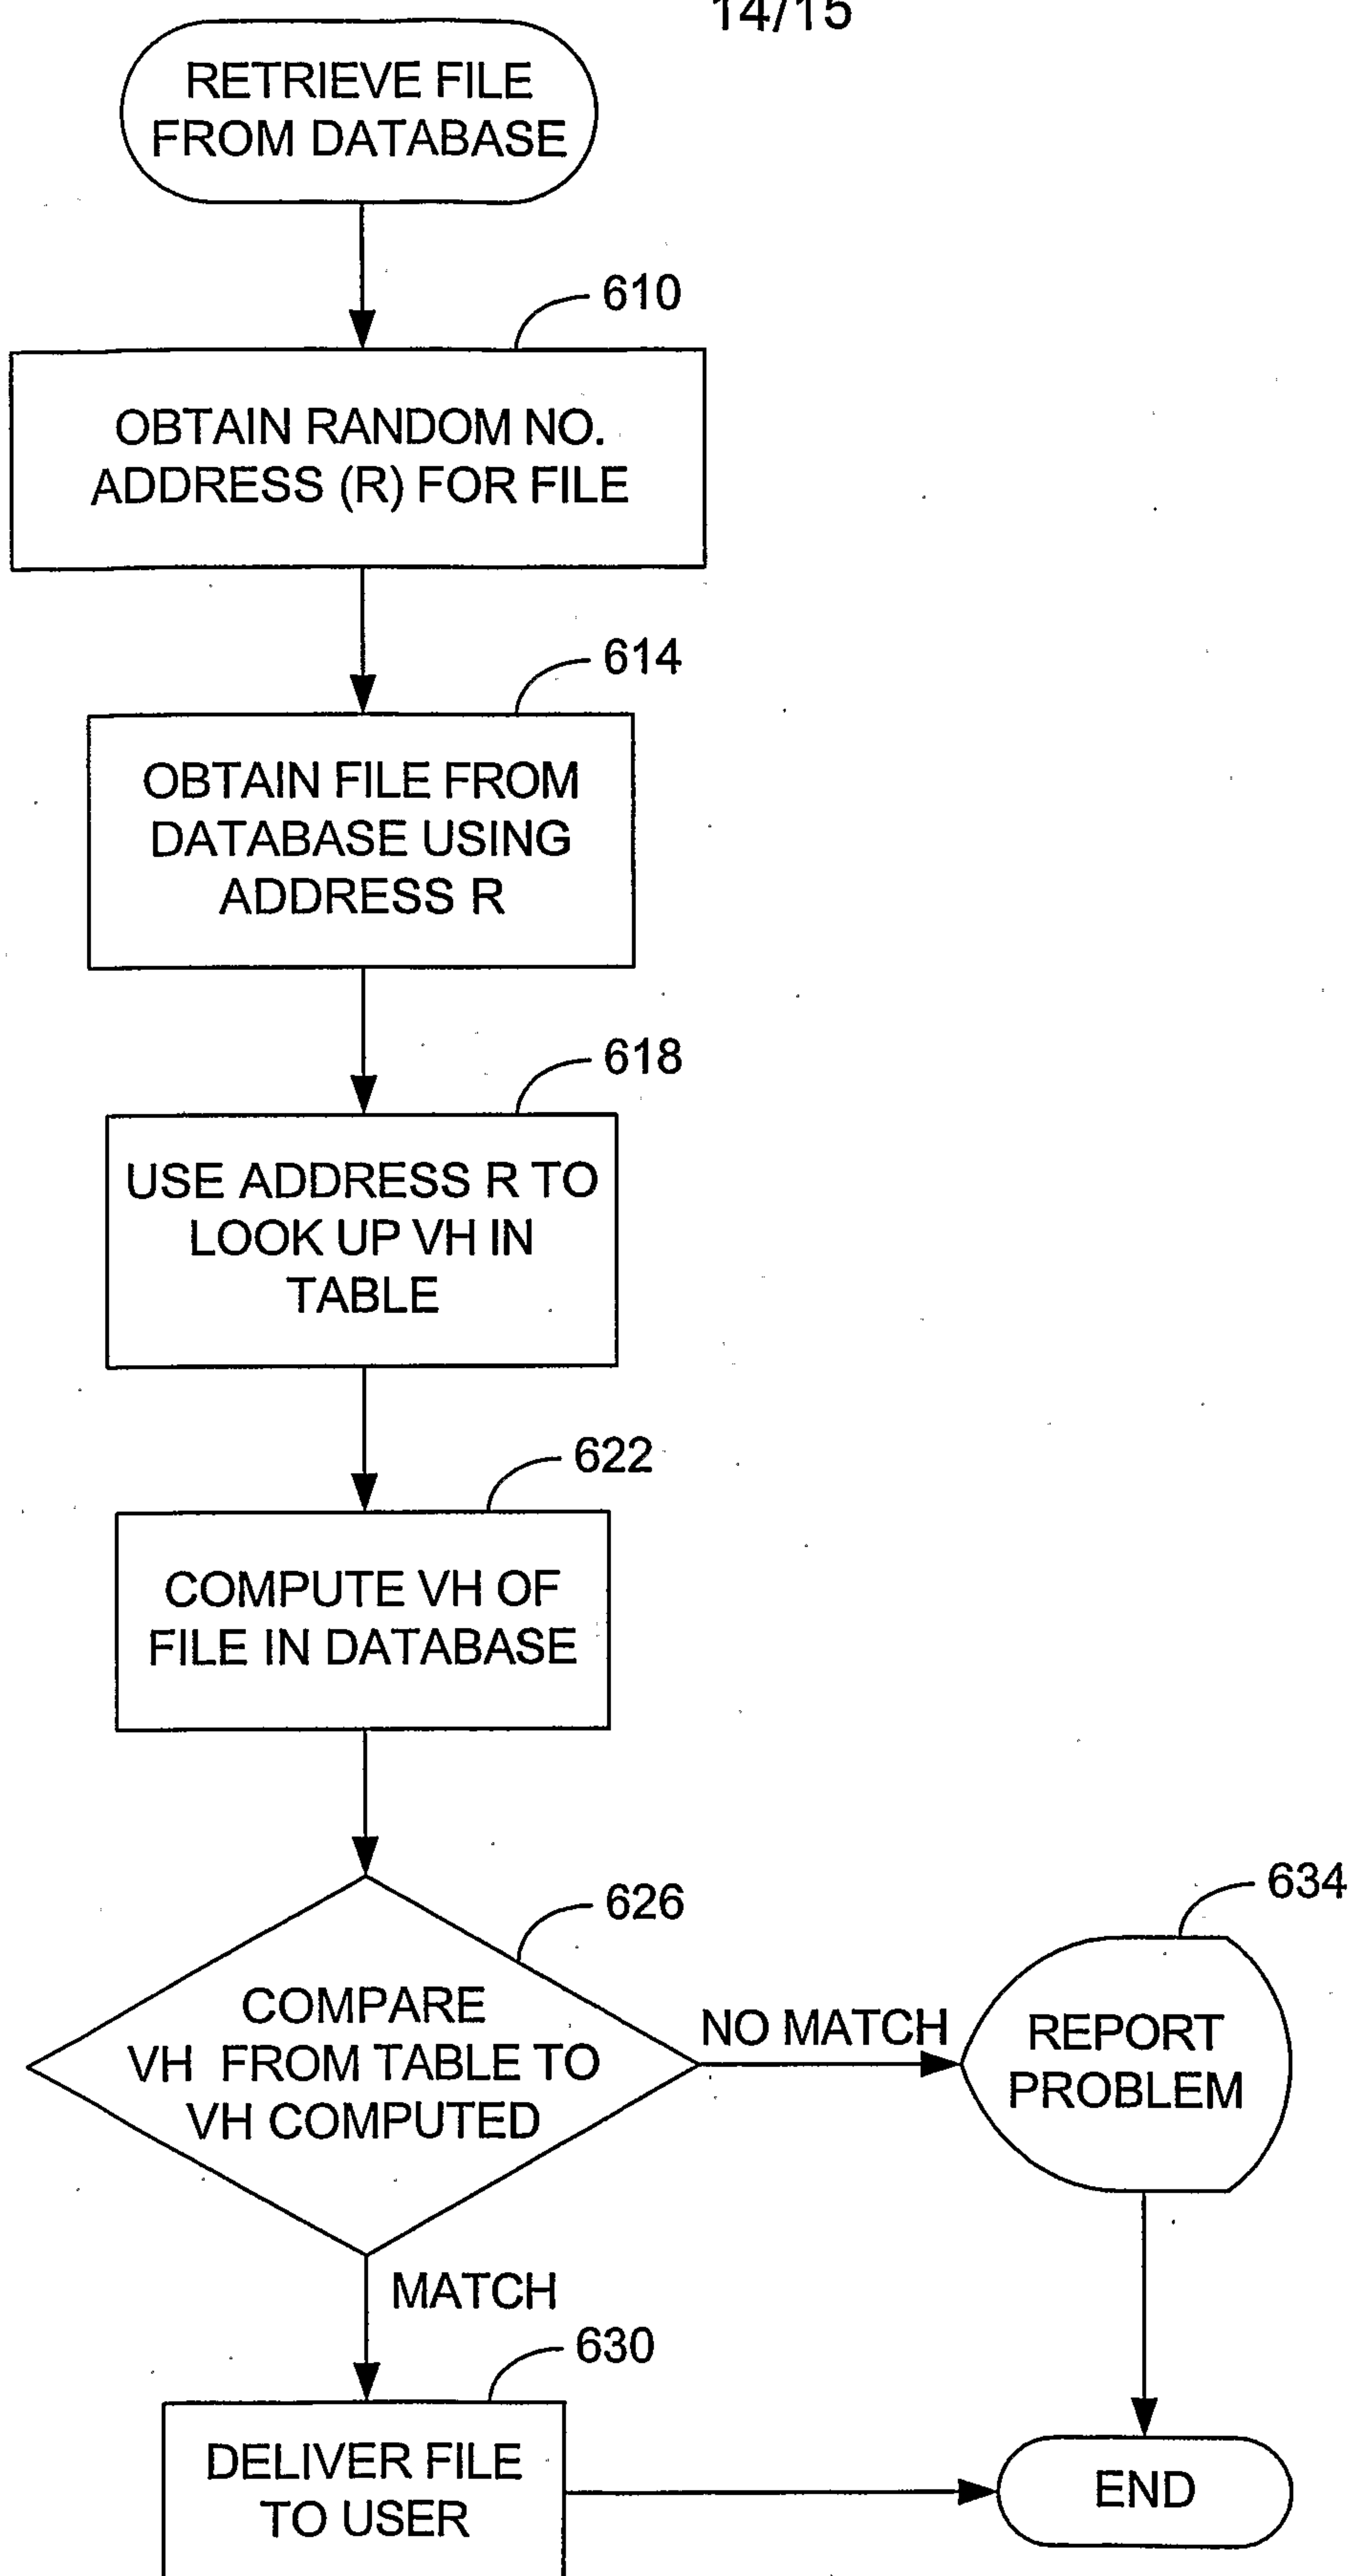 14/15
RETRIEVE FILE
FROM DATABASE
610
OBTAIN RANDOM NO.
ADDRESS (R) FOR FILE
614
OBTAIN FILE FROM
DATABASE USING
ADDRESS R
618
USE ADDRESS R TO
LOOK UP VH IN
TABLE
622
COMPUTE VH OF
FILE IN DATABASE
626
COMPARE
VH FROM TABLE TO
VH COMPUTED
NO MATCH
634
REPORT
PROBLEM
MATCH
630
DELIVER FILE
TO USER
END